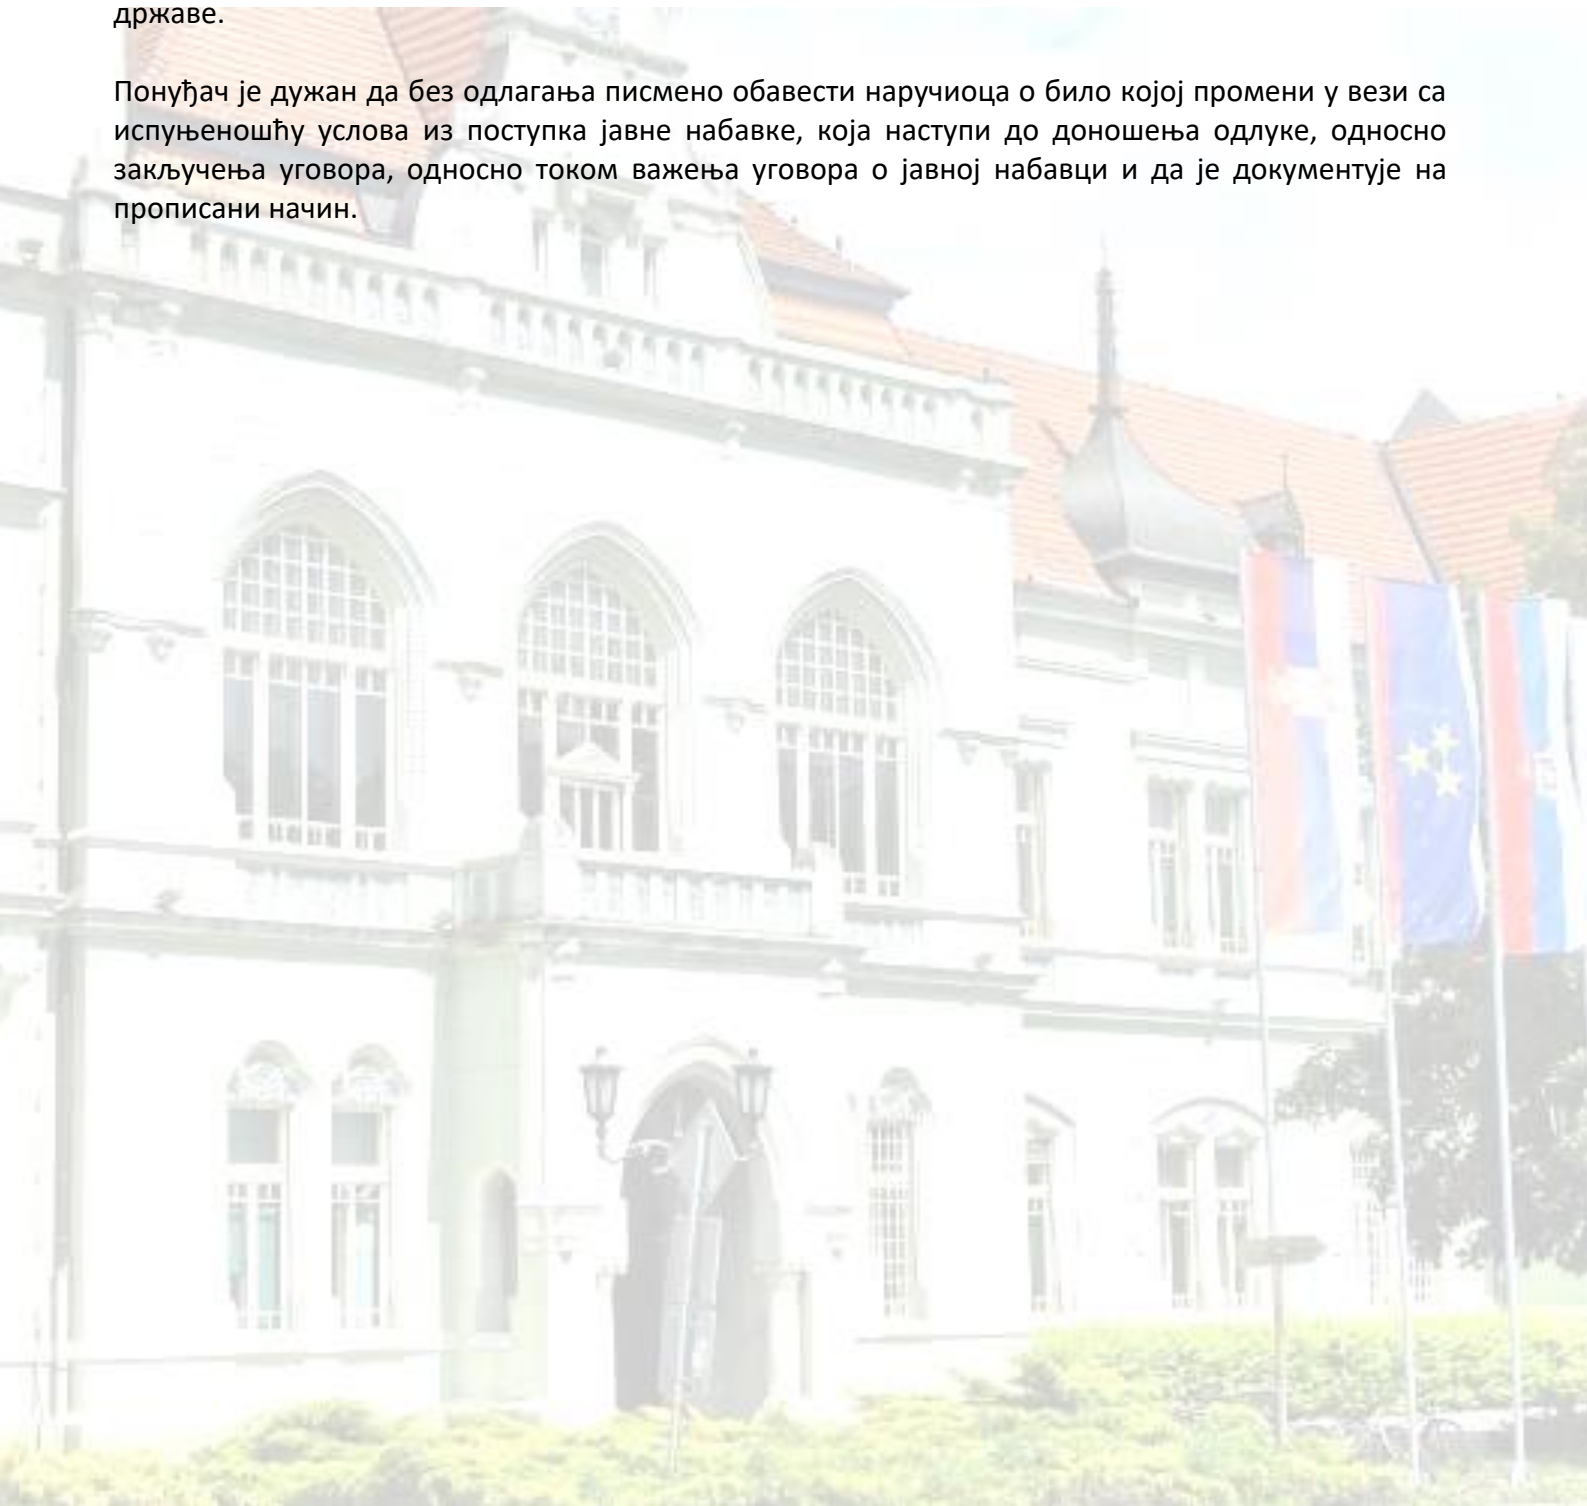 државе.
Понуђач је дужан да без одлагања писмено обавести наручиоца о било којој промени у вези са
испуњеношћу услова из поступка јавне набавке, која наступи до доношења одлуке, односно
закључења уговора, односно током важења уговора о јавној набавци и да је документује на
прописани начин.